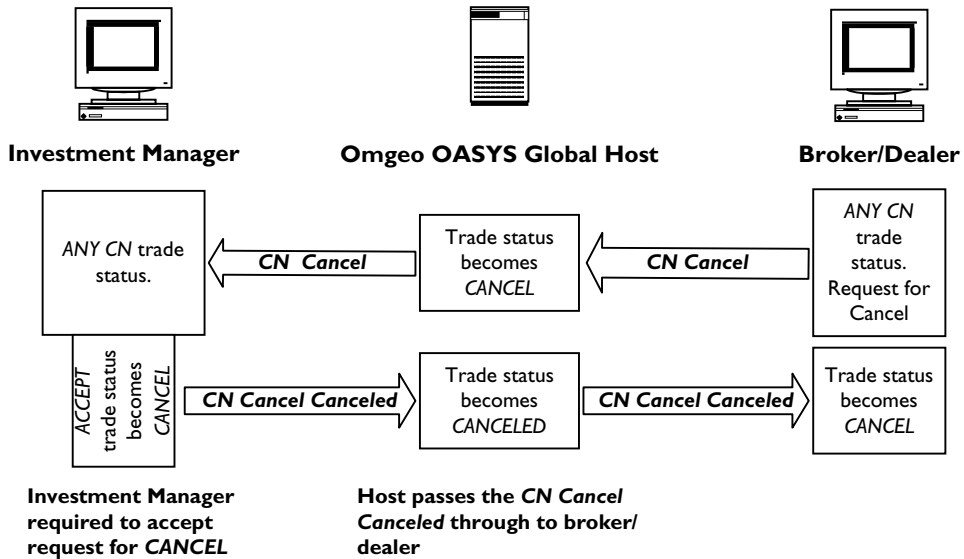 Investment Manager
Omgeo OASYS Global Host
Broker/Dealer
ANY CN trade
status.
CN Cancel
Trade status
becomes
CANCEL
CN Cancel
ANY CN
trade
status.
Request for
Cancel
ACCEPT
trade status
becomes
CANCEL
CN Cancel Canceled
Trade status
becomes
CANCELED
CN Cancel Canceled
Trade status
becomes
CANCEL
Investment Manager
required to accept
request for CANCEL
Host passes the CN Cancel
Canceled through to broker/
dealer